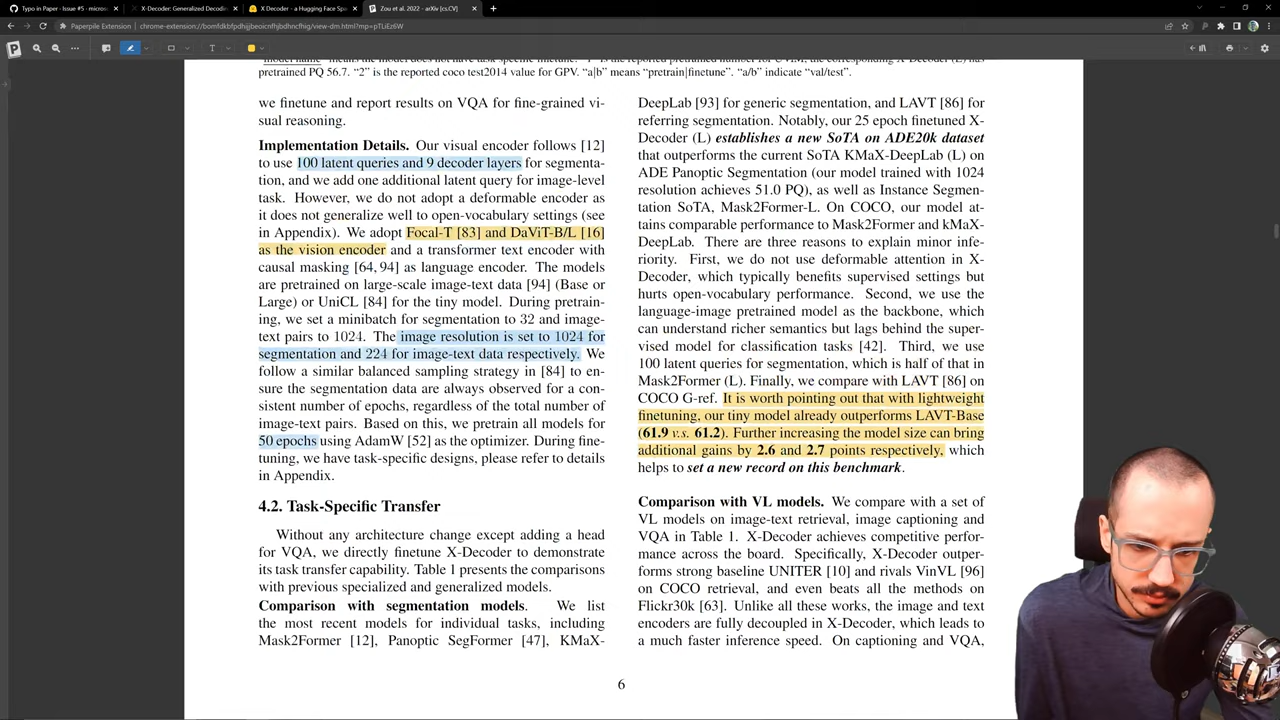 Typo in Paper · Issue #5 · micros
X-Decoder: Generalized Decodin
X Decoder - a Hugging Face Spa
Zou et al. 2022 - arXiv [cs.CV]
Paperpile Extension | chrome-extension://bomfdkbfpdhijjbeoicnfhjbdhncfhig/view-dm.html?mp=pTLiEz6W
pretrained PQ 56.7. “2” is the reported coco test2014 value for GPV. “a|b” means “pretrain|finetune”. “a/b” indicate “val/test”.
we finetune and report results on VQA for fine-grained vi-
sual reasoning.
Implementation Details. Our visual encoder follows [12]
to use 100 latent queries and 9 decoder layers for segmenta-
tion, and we add one additional latent query for image-level
task. However, we do not adopt a deformable encoder as
it does not generalize well to open-vocabulary settings (see
in Appendix). We adopt Focal-T [83] and DaViT-B/L [16]
as the vision encoder and a transformer text encoder with
causal masking [64, 94] as language encoder. The models
are pretrained on large-scale image-text data [94] (Base or
Large) or UniCL [84] for the tiny model. During pretrain-
ing, we set a minibatch for segmentation to 32 and image-
text pairs to 1024. The image resolution is set to 1024 for
segmentation and 224 for image-text data respectively. We
follow a similar balanced sampling strategy in [84] to en-
sure the segmentation data are always observed for a con-
sistent number of epochs, regardless of the total number of
image-text pairs. Based on this, we pretrain all models for
50 epochs using AdamW [52] as the optimizer. During fine-
tuning, we have task-specific designs, please refer to details
in Appendix.
4.2. Task-Specific Transfer
Without any architecture change except adding a head
for VQA, we directly finetune X-Decoder to demonstrate
its task transfer capability. Table 1 presents the comparisons
with previous specialized and generalized models.
Comparison with segmentation models. We list
the most recent models for individual tasks, including
Mask2Former [12], Panoptic SegFormer [47], KMaX-
DeepLab [93] for generic segmentation, and LAVT [86] for
referring segmentation. Notably, our 25 epoch finetuned X-
Decoder (L) establishes a new SoTA on ADE20k dataset
that outperforms the current SoTA KMaX-DeepLab (L) on
ADE Panoptic Segmentation (our model trained with 1024
resolution achieves 51.0 PQ), as well as Instance Segmen-
tation SoTA, Mask2Former-L. On COCO, our model at-
tains comparable performance to Mask2Former and kMaX-
DeepLab. There are three reasons to explain minor infe-
riority. First, we do not use deformable attention in X-
Decoder, which typically benefits supervised settings but
hurts open-vocabulary performance. Second, we use the
language-image pretrained model as the backbone, which
can understand richer semantics but lags behind the super-
vised model for classification tasks [42]. Third, we use
100 latent queries for segmentation, which is half of that in
Mask2Former (L). Finally, we compare with LAVT [86] on
COCO G-ref. It is worth pointing out that with lightweight
finetuning, our tiny model already outperforms LAVT-Base
(61.9 v.s. 61.2). Further increasing the model size can bring
additional gains by 2.6 and 2.7 points respectively, which
helps to set a new record on this benchmark.
Comparison with VL models. We compare with a set of
VL models on image-text retrieval, image captioning and
VQA in Table 1. X-Decoder achieves competitive perfor-
mance across the board. Specifically, X-Decoder outper-
forms strong baseline UNITER [10] and rivals VinVL [96]
on COCO retrieval, and even beats all the methods on
Flickr30k [63]. Unlike all these works, the image and text
encoders are fully decoupled in X-Decoder, which leads to
a much faster inference speed. On captioning and VQA,
6